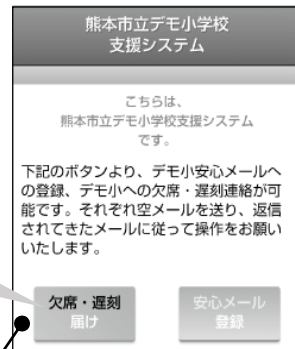 熊本市立デモ小学校
支援システム
こちらは、
熊本市立デモ小学校支援システム
です。
下記のボタンより、デモ小安心メールへ
の登録、デモ小への欠席・遅刻連絡が可
能です。それぞれ空メールを送り、返信
されてきたメールに従って操作をお願い
いたします。
欠席・遅刻
届け
安心メール
登録